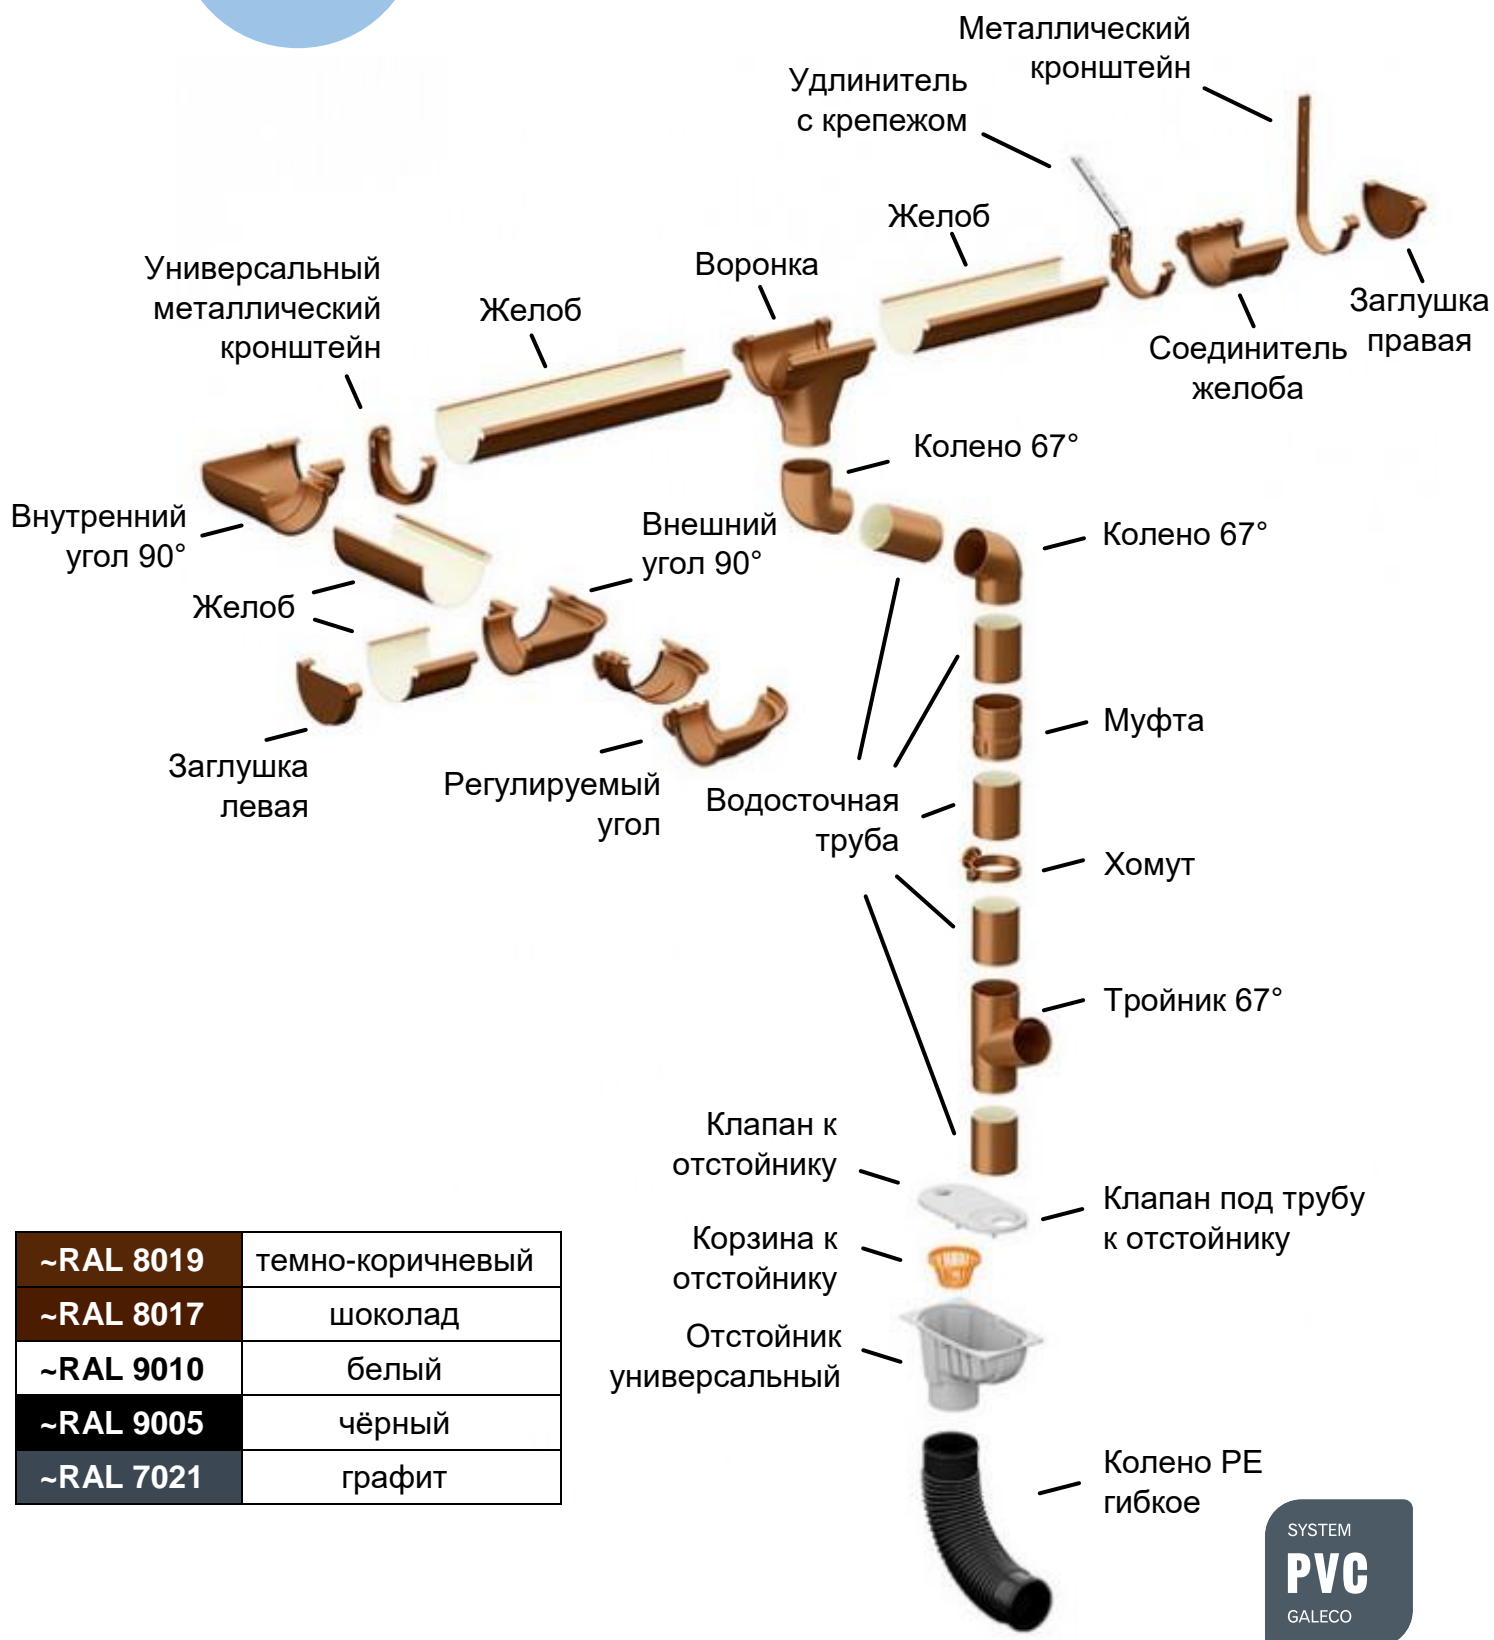 Металлический
кронштейн
Удлинитель
с крепежом
Желоб
Воронка
Универсальный
металлический
кронштейн
Желоб
Заглушка
правая
Соединитель
желоба
Колено 67°
Внутренний
угол 90°
Внешний
угол 90°
Колено 67°
Желоб
Муфта
Заглушка
левая
Регулируемый
угол
Водосточная
труба
Хомут
Тройник 67°
Клапан к
отстойнику
Клапан под трубу
к отстойнику
Корзина к
отстойнику
Отстойник
универсальный
Колено PE
гибкое
~RAL 8019 темно-коричневый
~RAL 8017 шоколад
~RAL 9010 белый
~RAL 9005 чёрный
~RAL 7021 графит
SYSTEM
PVC
GALECO